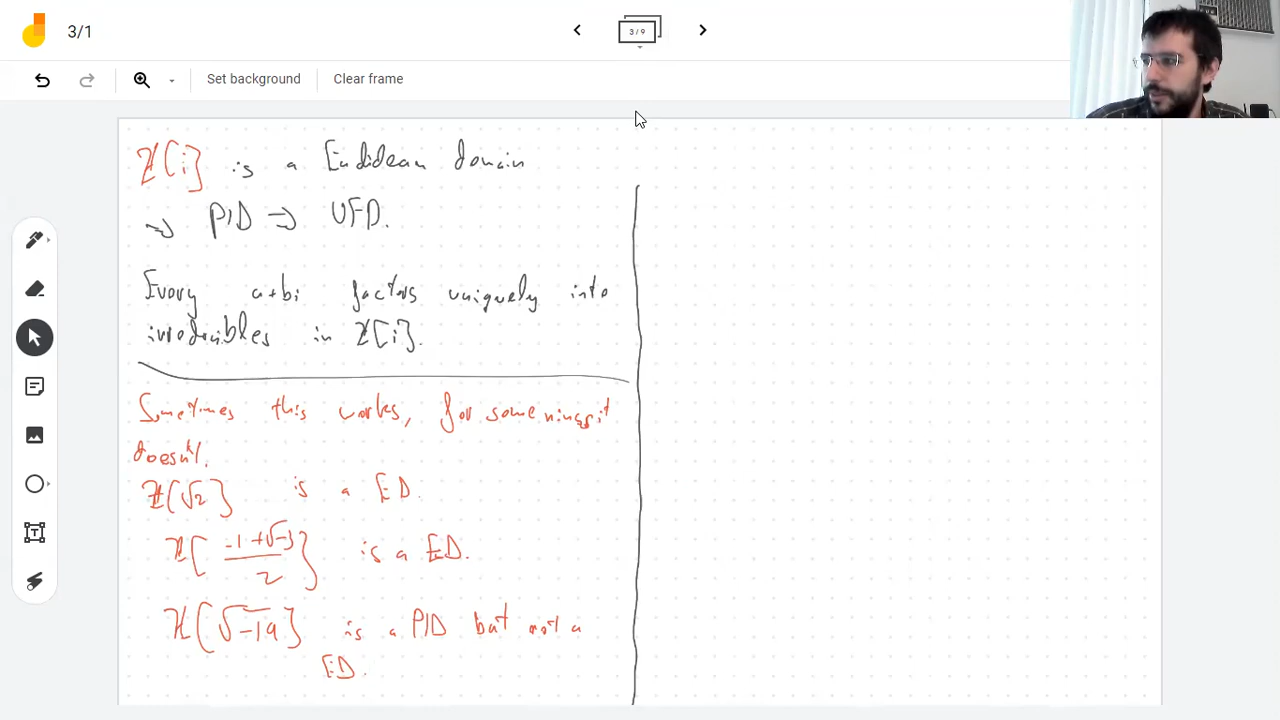 3/1
3 / 9
Set background
Clear frame
ℤ[i] is a Euclidean domain
⇒ PID ⇒ UFD.
Every a+bi factors uniquely into
irreducibles in ℤ[i].
Sometimes this works, for some rings it
doesn't.
ℤ[√2] is a ED.
ℤ[(-1+√-3)/2] is a ED.
ℤ[√-19] is a PID but not a
ED.